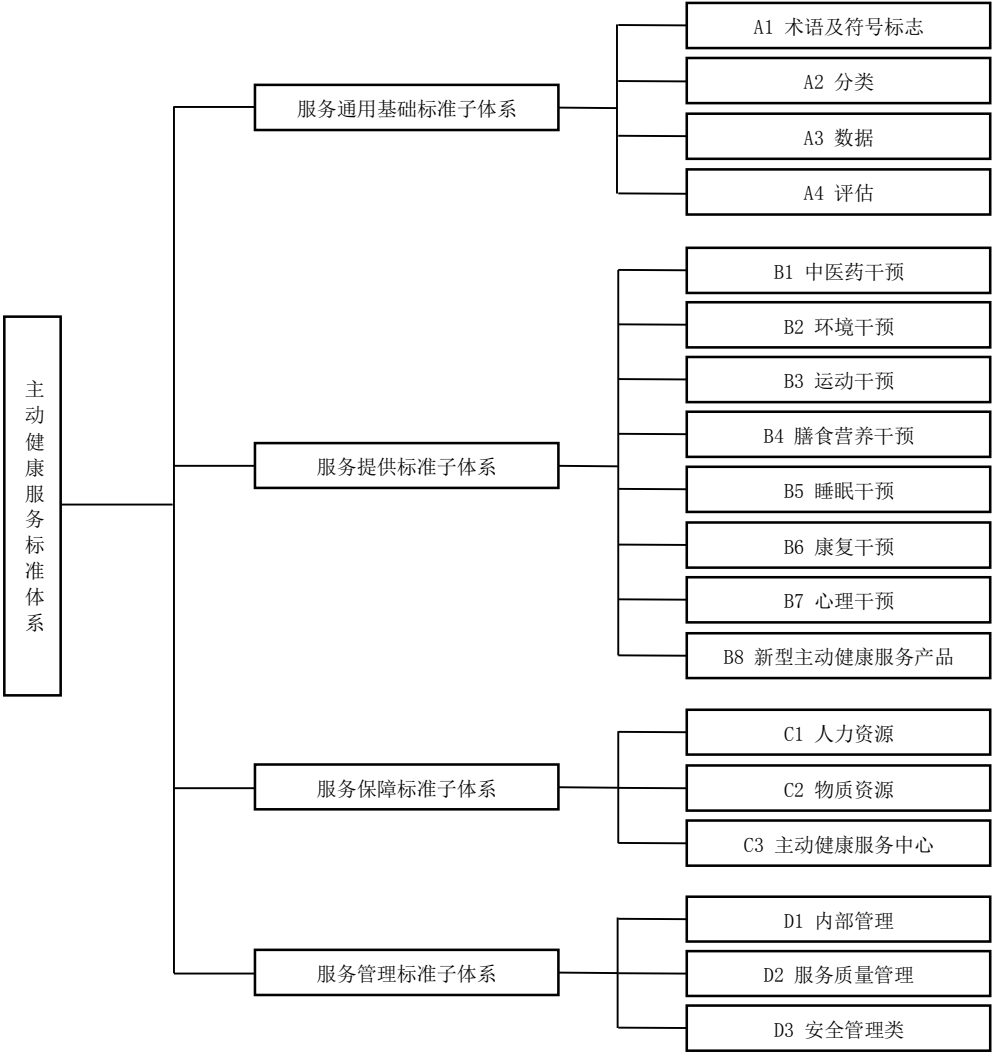 主动健康服务标准体系
服务通用基础标准子体系
A1 术语及符号标志
A2 分类
A3 数据
A4 评估
服务提供标准子体系
B1 中医药干预
B2 环境干预
B3 运动干预
B4 膳食营养干预
B5 睡眠干预
B6 康复干预
B7 心理干预
B8 新型主动健康服务产品
服务保障标准子体系
C1 人力资源
C2 物质资源
C3 主动健康服务中心
服务管理标准子体系
D1 内部管理
D2 服务质量管理
D3 安全管理类